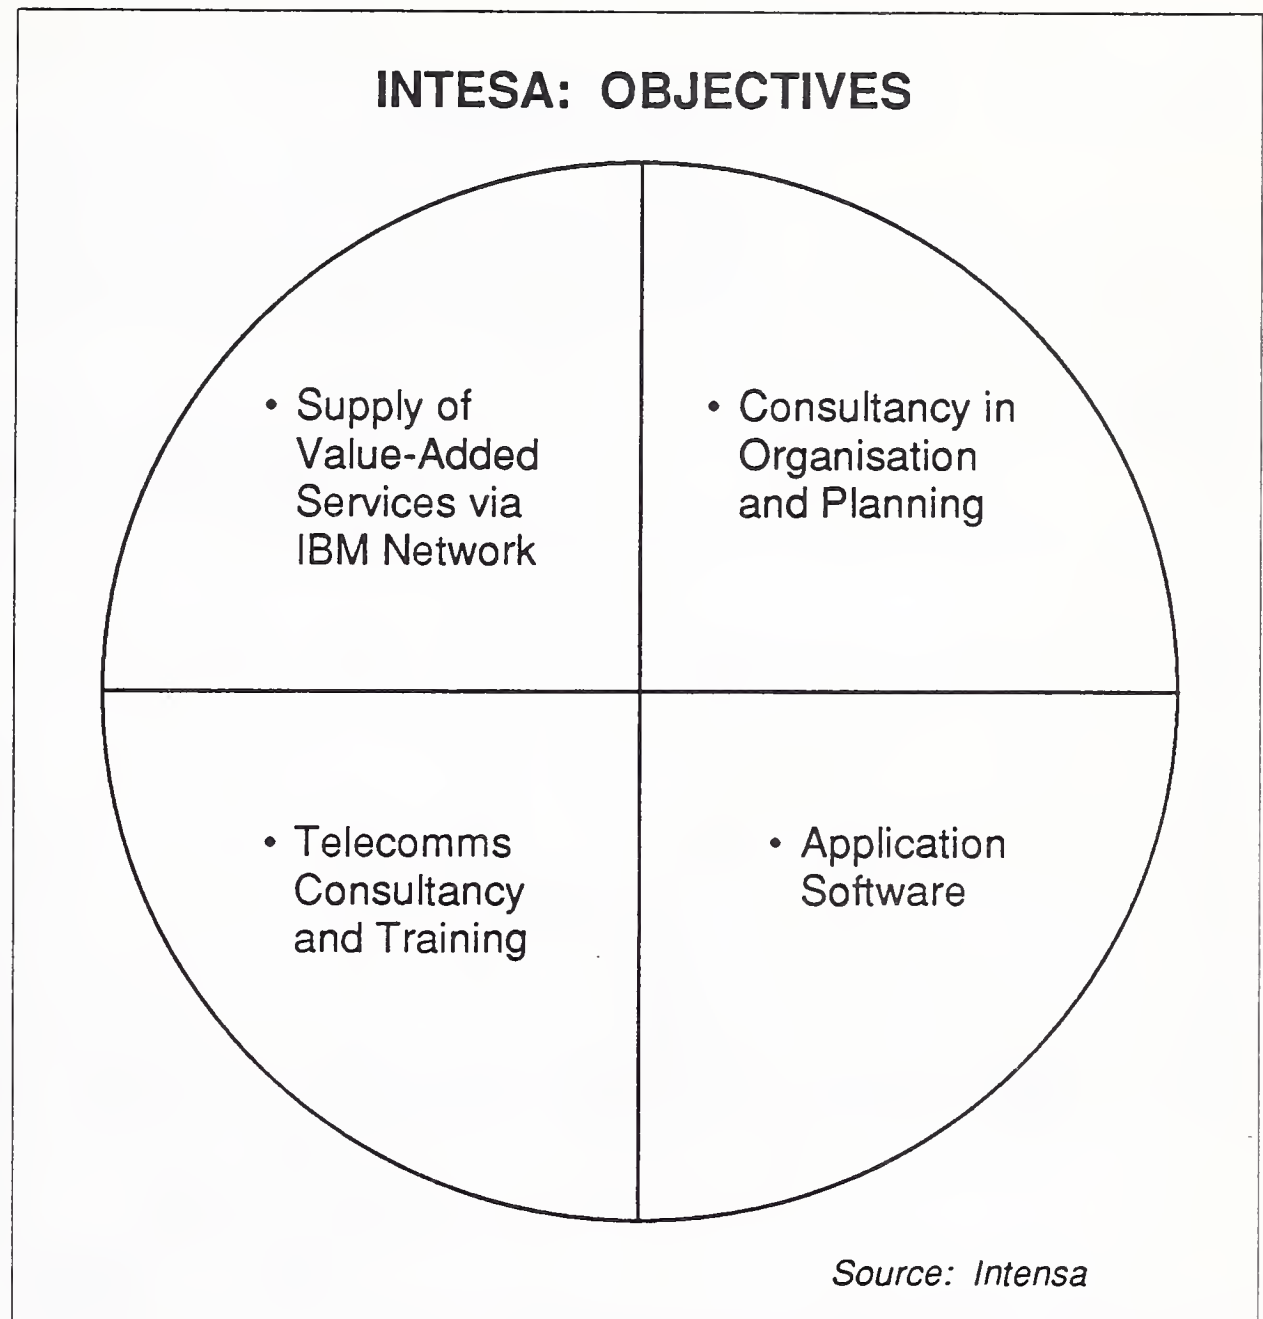 INTESA: OBJECTIVES
• Supply of
Value-Added
Services via
IBM Network
• Consultancy in
Organisation
and Planning
• Telecomms
Consultancy
and Training
• Application
Software
Source: Intensa